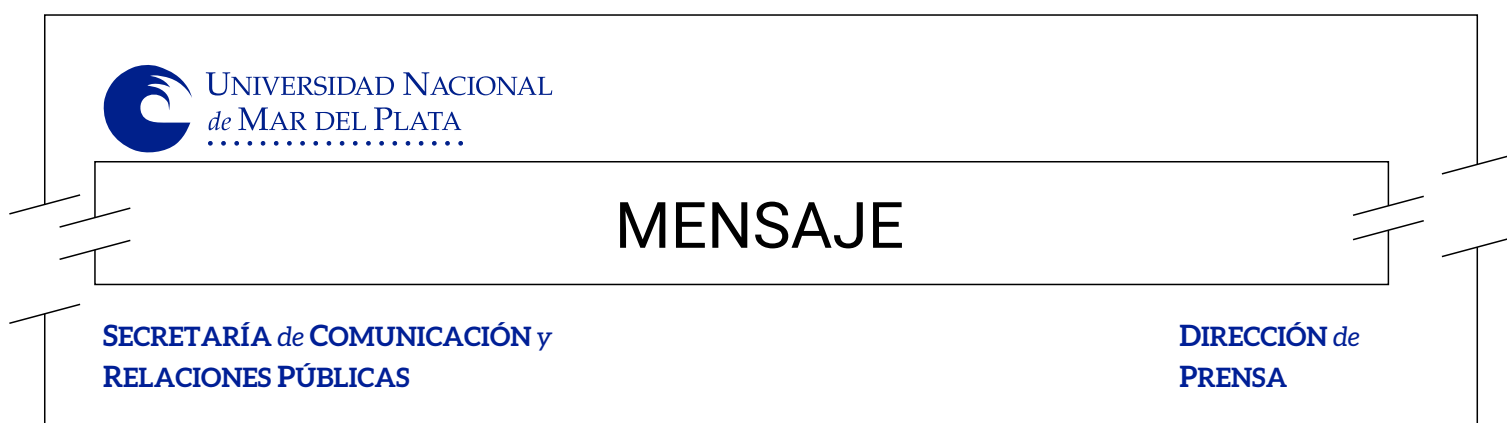 UNIVERSIDAD NACIONAL
de MAR DEL PLATA
MENSAJE
SECRETARÍA de COMUNICACIÓN y
RELACIONES PÚBLICAS
DIRECCIÓN de
PRENSA